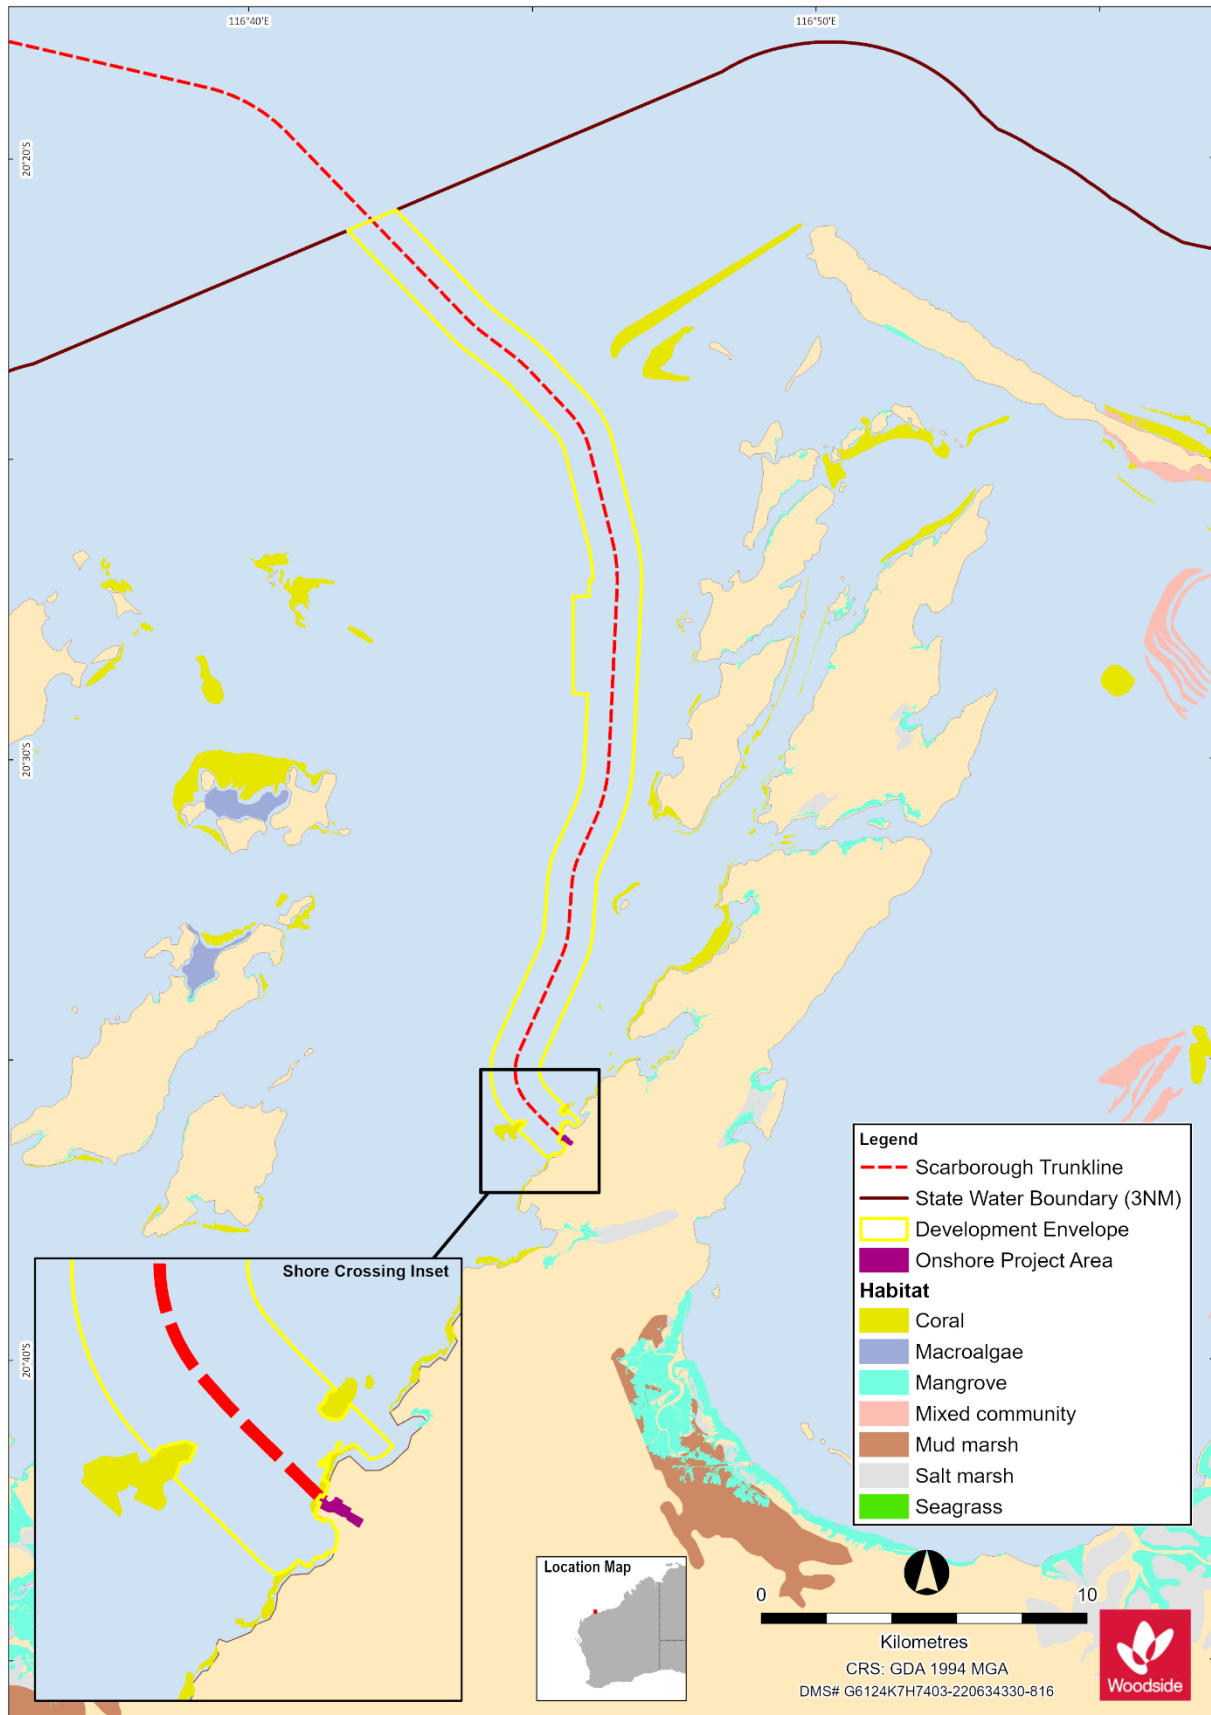 116°40'E
116°50'E
20°20'S
20°30'S
20°40'S
Shore Crossing Inset
Legend
Scarborough Trunkline
State Water Boundary (3NM)
Development Envelope
Onshore Project Area
Habitat
Coral
Macroalgae
Mangrove
Mixed community
Mud marsh
Salt marsh
Seagrass
Location Map
0 10
Kilometres
CRS: GDA 1994 MGA
DMS# G6124K7H7403-220634330-816
Woodside